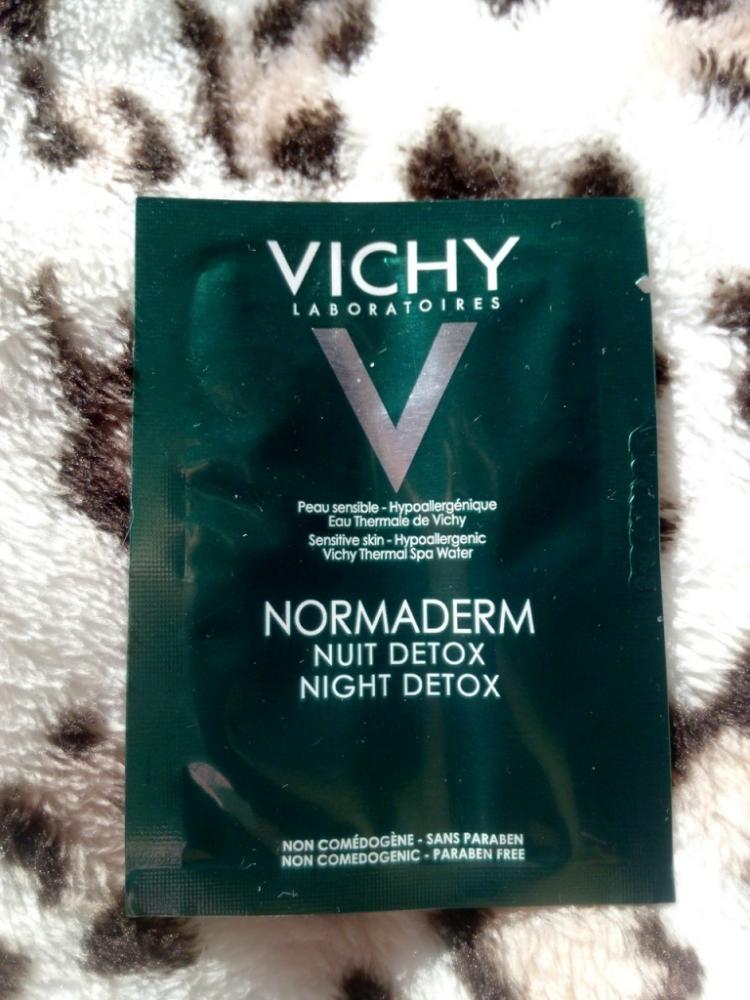 VICHY
LABORATOIRES
V
Peau sensible - Hypoallergénique
Eau Thermale de Vichy
Sensitive skin - Hypoallergenic
Vichy Thermal Spa Water
NORMADERM
NUIT DETOX
NIGHT DETOX
NON COMÉDOGÈNE - SANS PARABEN
NON COMEDOGENIC - PARABEN FREE